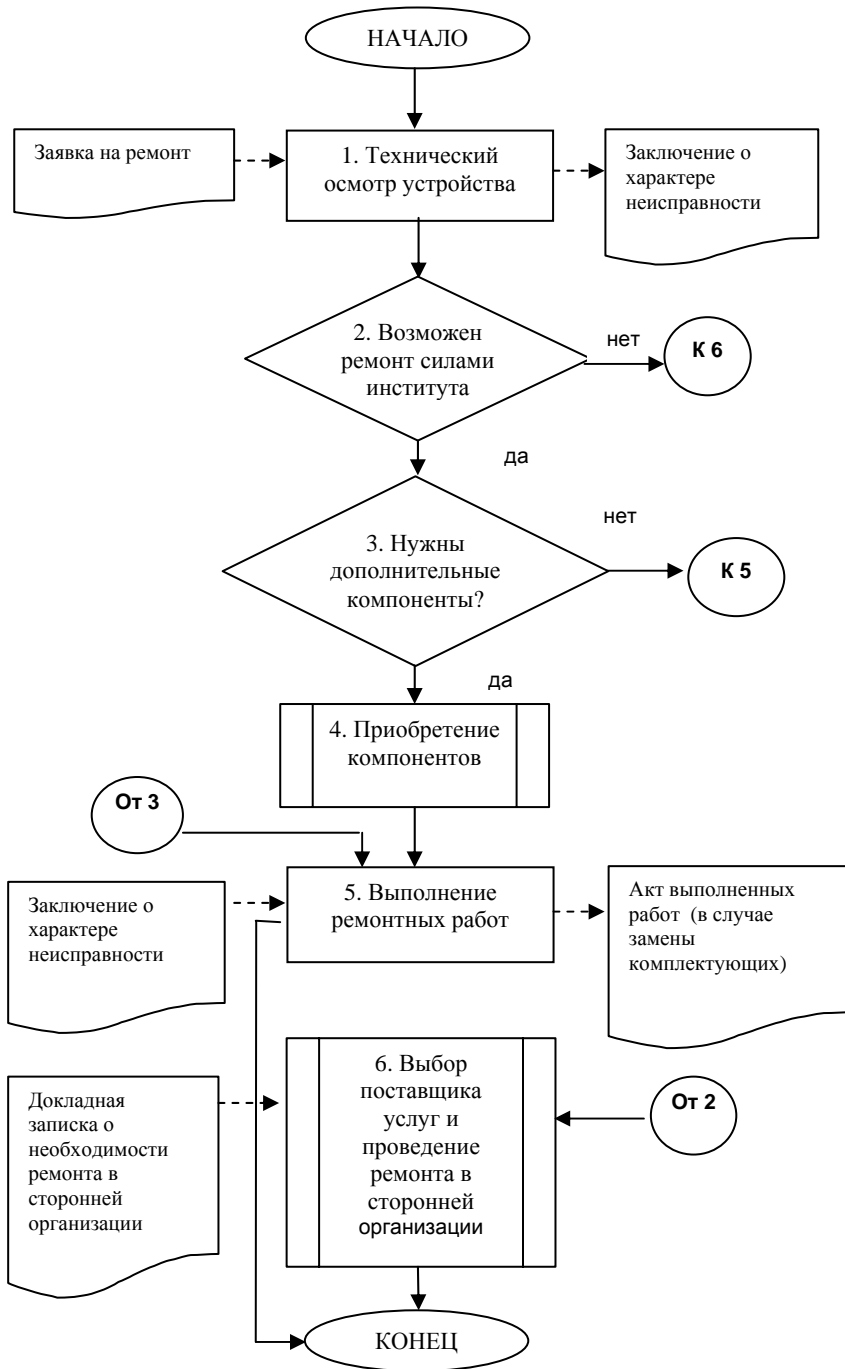 НАЧАЛО
Заявка на ремонт
1. Технический
осмотр устройства
Заключение о
характере
неисправности
2. Возможен
ремонт силами
института
нет
К 6
да
3. Нужны
дополнительные
компоненты?
нет
К 5
да
4. Приобретение
компонентов
От 3
Заключение о
характере
неисправности
5. Выполнение
ремонтных работ
Акт выполненных
работ (в случае
замены
комплектующих)
Докладная
записка о
необходимости
ремонта в
сторонней
организации
6. Выбор
поставщика
услуг и
проведение
ремонта в
сторонней
организации
От 2
КОНЕЦ